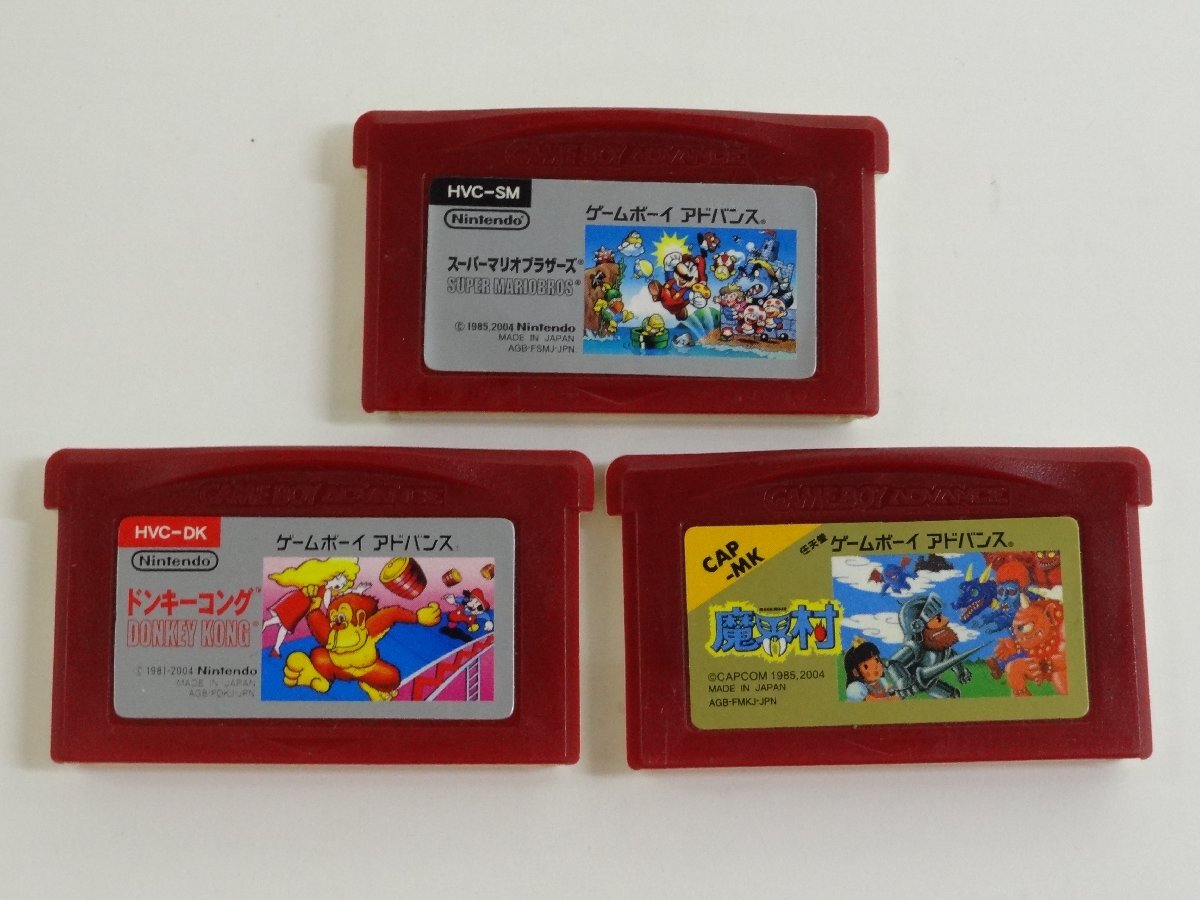 GAME BOY ADVANCE
HVC-SM
Nintendo
ゲームボーイ アドバンス®
スーパーマリオブラザーズ®
SUPER MARIOBROS®
© 1985,2004 Nintendo
MADE IN JAPAN
AGB-FSMJ-JPN
GAME BOY ADVANCE
HVC-DK
Nintendo
ゲームボーイ アドバンス
ドンキーコング™
DONKEY KONG™
© 1981-2004 Nintendo
MADE IN JAPAN
AGB-FDKJ-JPN
GAME BOY ADVANCE
CAP
-MK
任天堂
ゲームボーイ アドバンス®
魔界村
©CAPCOM 1985,2004
MADE IN JAPAN
AGB-FMKJ-JPN